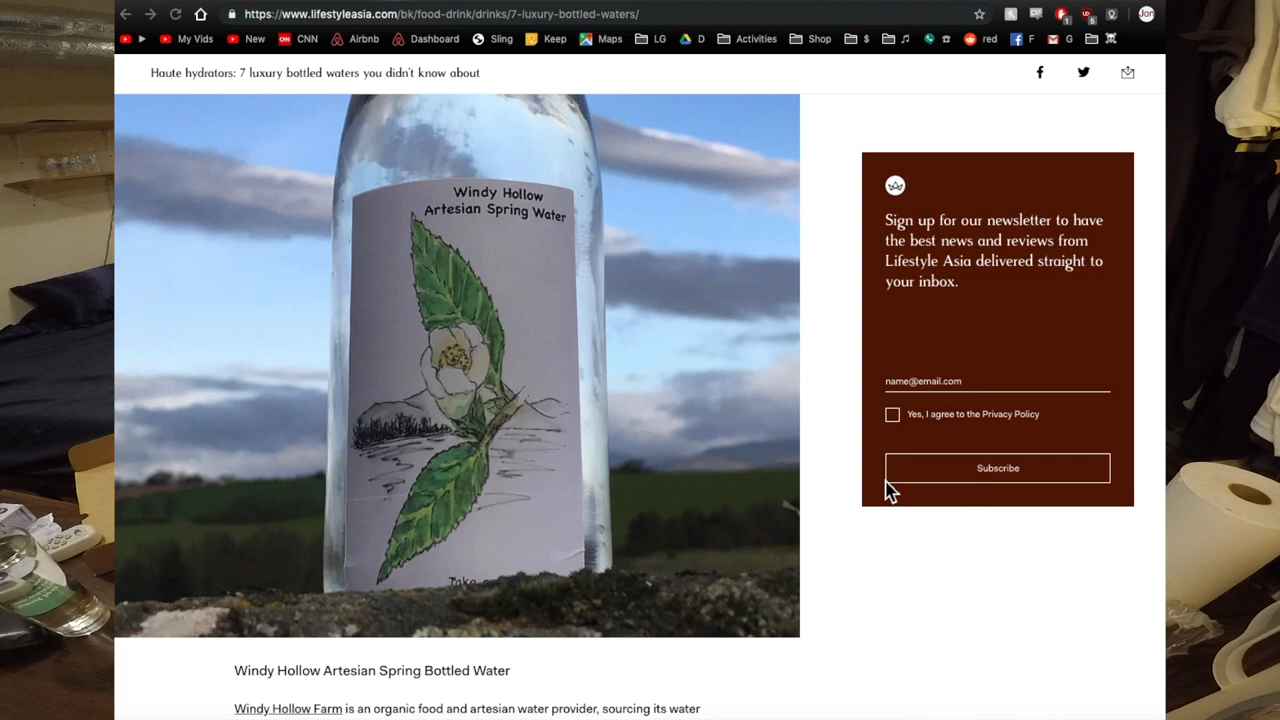 https://www.lifestyleasia.com/bk/food-drink/drinks/7-luxury-bottled-waters/
1
6
Jon
My Vids
New
CNN
CNN
Airbnb
Dashboard
Sling
Keep
Maps
LG
D
Activities
Shop
$
red
F
G
Haute hydrators: 7 luxury bottled waters you didn't know about
Windy Hollow
Artesian Spring Water
Sign up for our newsletter to have
the best news and reviews from
Lifestyle Asia delivered straight to
your inbox.
name@email.com
Yes, I agree to the Privacy Policy
Subscribe
Windy Hollow Artesian Spring Bottled Water
Windy Hollow Farm is an organic food and artesian water provider, sourcing its water